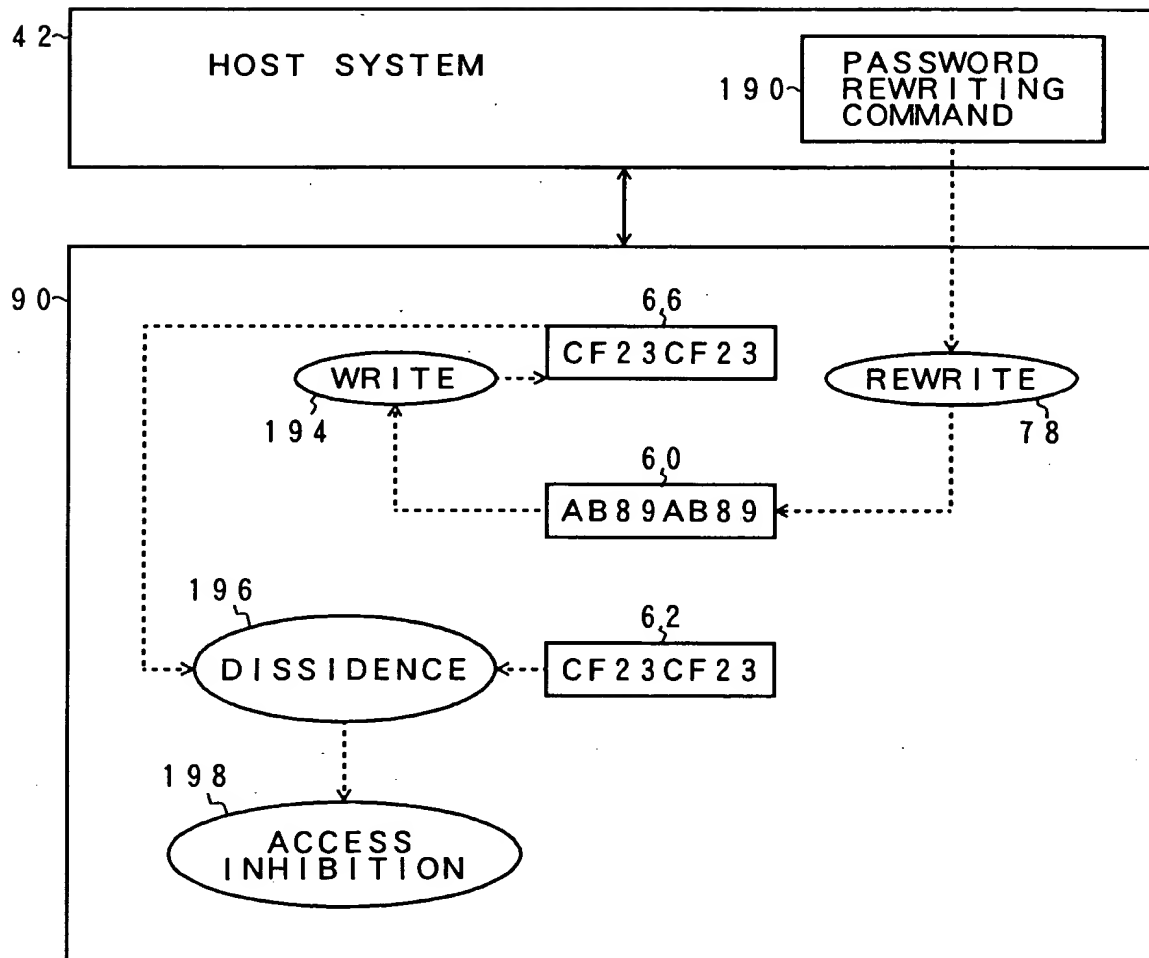 42
HOST SYSTEM
190
PASSWORD
REWRITING
COMMAND
90
66
CF23CF23
WRITE
194
REWRITE
78
60
AB89AB89
196
DISSIDENCE
62
CF23CF23
198
ACCESS
INHIBITION